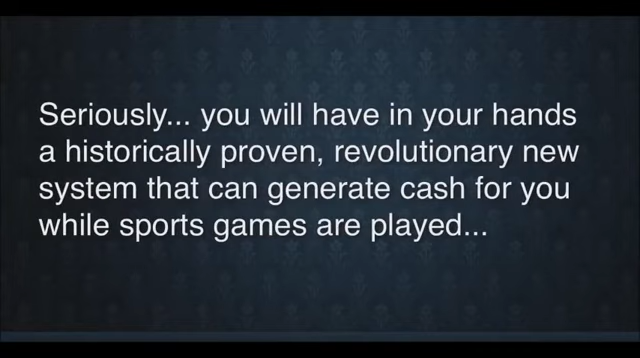 Seriously... you will have in your hands
a historically proven, revolutionary new
system that can generate cash for you
while sports games are played...